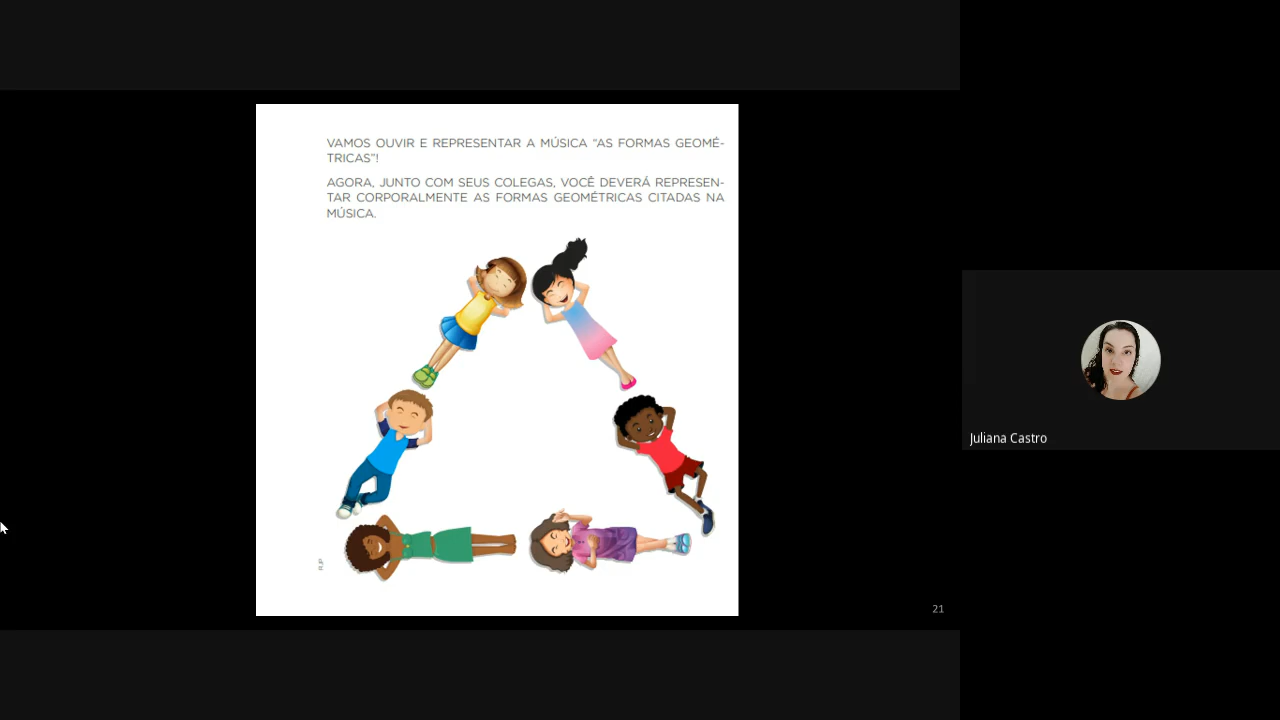 VAMOS OUVIR E REPRESENTAR A MÚSICA “AS FORMAS GEOMÉ-
TRICAS”!
AGORA, JUNTO COM SEUS COLEGAS, VOCÊ DEVERÁ REPRESEN-
TAR CORPORALMENTE AS FORMAS GEOMÉTRICAS CITADAS NA
MÚSICA.
Juliana Castro
21